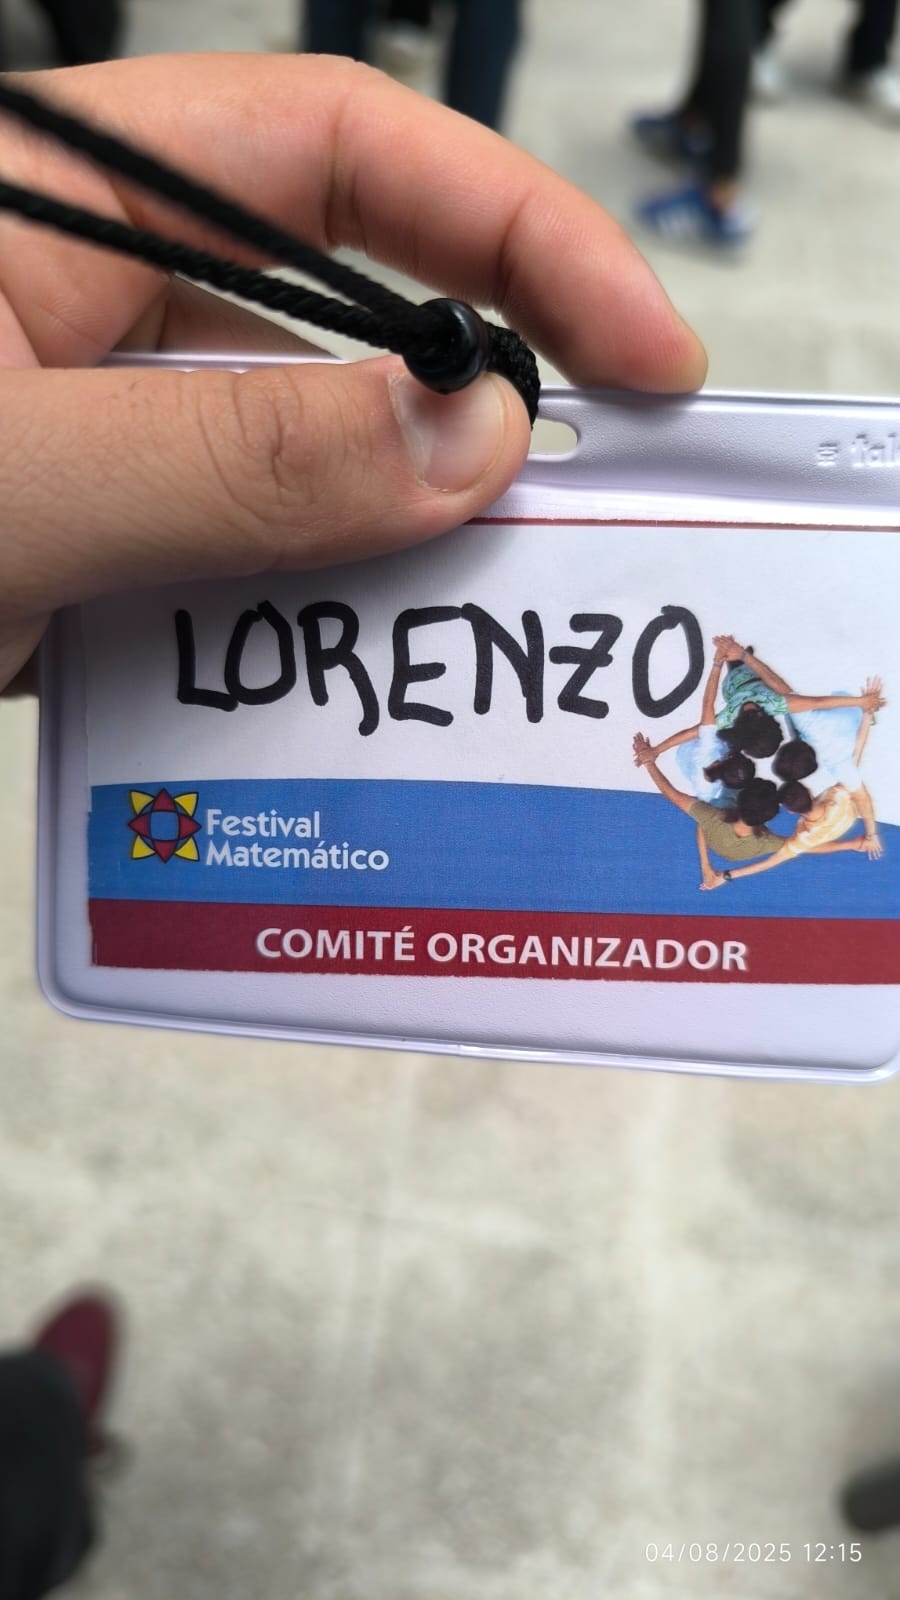 LORENZO
Festival
Matemático
COMITÉ ORGANIZADOR
04/08/2025 12:15